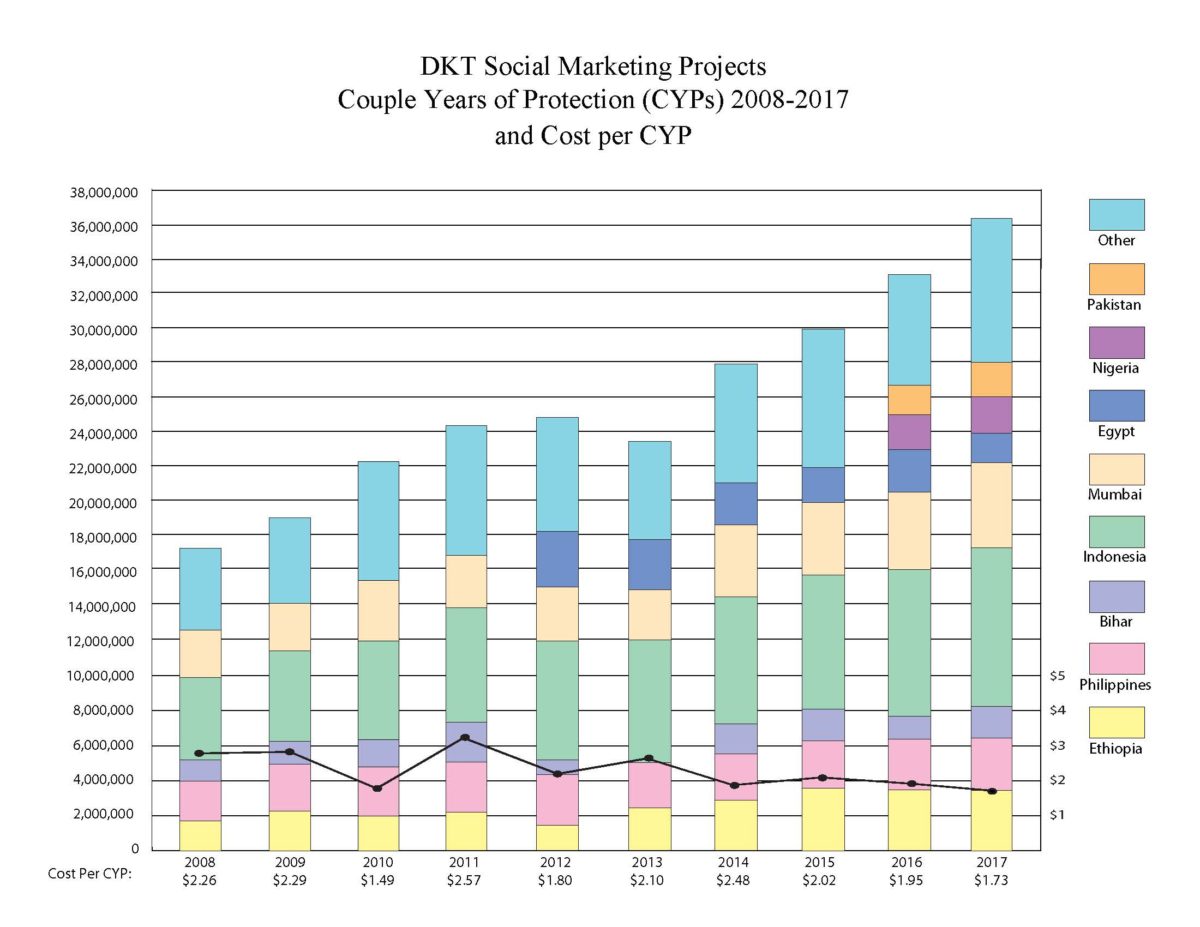 DKT Social Marketing Projects
Couple Years of Protection (CYPs) 2008-2017
and Cost per CYP
38,000,000
36,000,000
34,000,000
32,000,000
30,000,000
28,000,000
26,000,000
24,000,000
22,000,000
20,000,000
18,000,000
16,000,000
14,000,000
12,000,000
10,000,000
8,000,000
6,000,000
4,000,000
2,000,000
0
$5
$4
$3
$2
$1
Other
Pakistan
Nigeria
Egypt
Mumbai
Indonesia
Bihar
Philippines
Ethiopia
2008 2009 2010 2011 2012 2013 2014 2015 2016 2017
Cost Per CYP: $2.26 $2.29 $1.49 $2.57 $1.80 $2.10 $2.48 $2.02 $1.95 $1.73